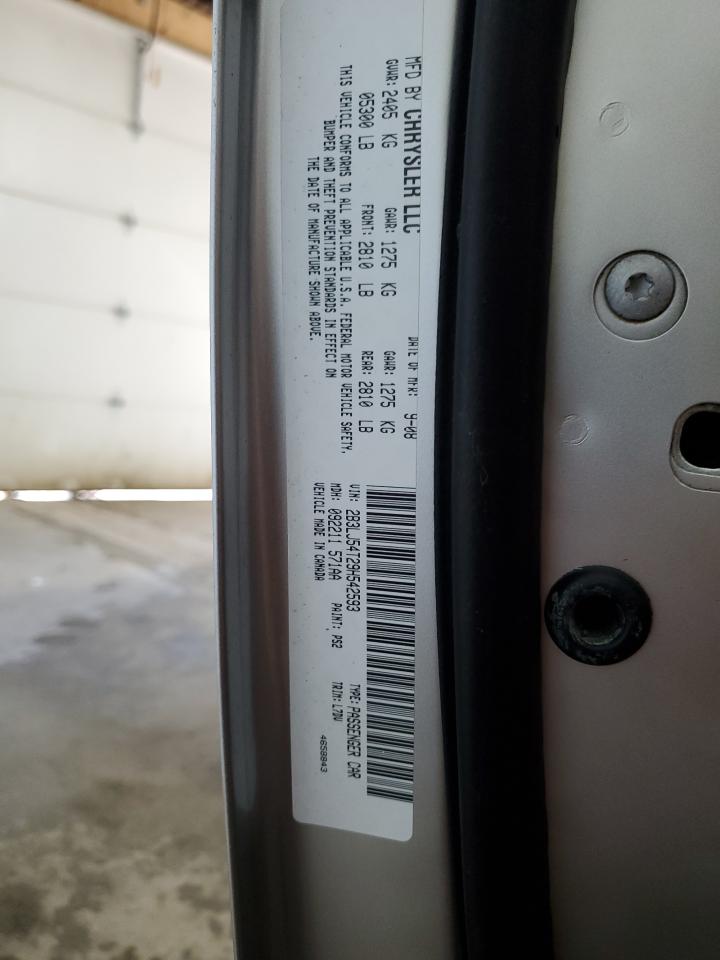 MFD BY CHRYSLER LLC DATE OF MFR: 9-08
GVWR: 2405 KG GAWR: 1275 KG GAWR: 1275 KG
05300 LB FRONT: 2810 LB REAR: 2810 LB
THIS VEHICLE CONFORMS TO ALL APPLICABLE U.S.A. FEDERAL MOTOR VEHICLE SAFETY,
BUMPER AND THEFT PREVENTION STANDARDS IN EFFECT ON
THE DATE OF MANUFACTURE SHOWN ABOVE.
VIN: 2B3LJ54T29H542593 TYPE: PASSENGER CAR
MDH: 092211 571AA PAINT: PS2 TRIM: L7DV
VEHICLE MADE IN CANADA 4658843